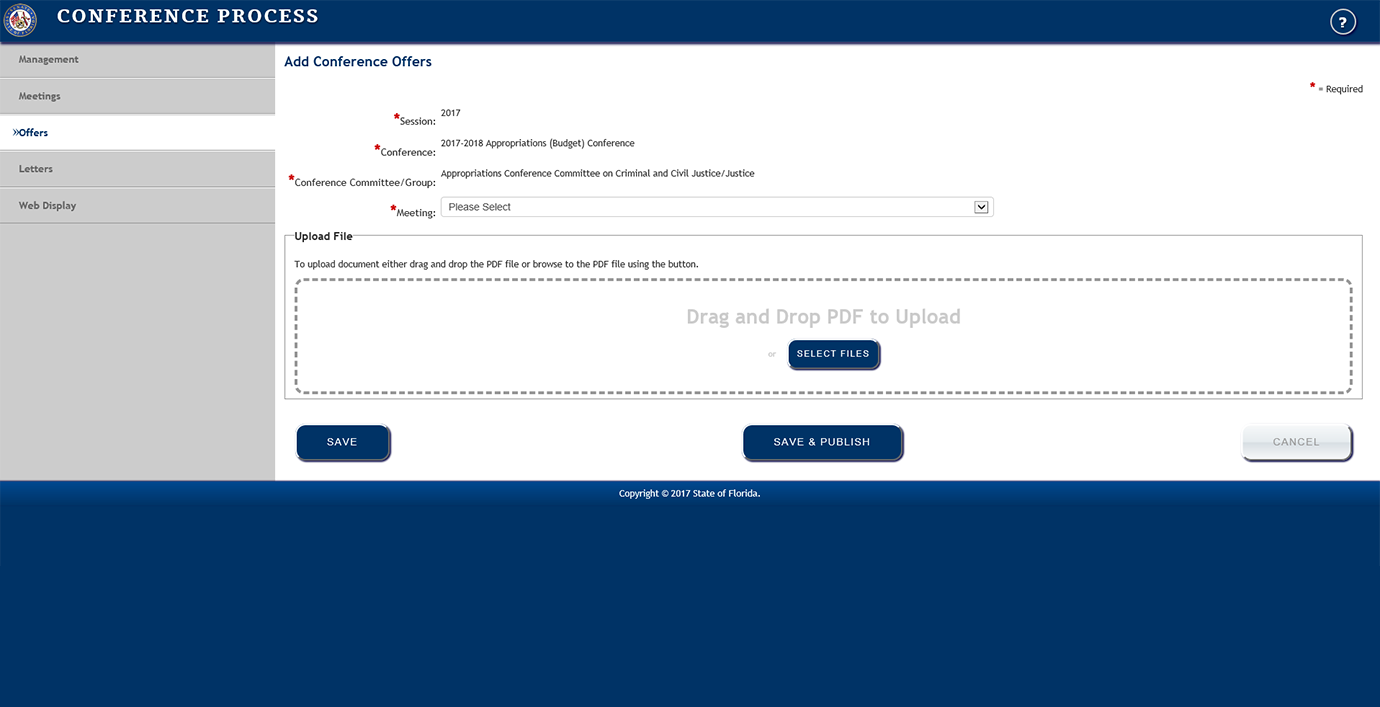 CONFERENCE PROCESS
?
Management
Meetings
»Offers
Letters
Web Display
Add Conference Offers
* = Required
*Session: 2017
*Conference: 2017-2018 Appropriations (Budget) Conference
*Conference Committee/Group: Appropriations Conference Committee on Criminal and Civil Justice/Justice
*Meeting: Please Select
Upload File
To upload document either drag and drop the PDF file or browse to the PDF file using the button.
Drag and Drop PDF to Upload
or SELECT FILES
SAVE
SAVE & PUBLISH
CANCEL
Copyright © 2017 State of Florida.